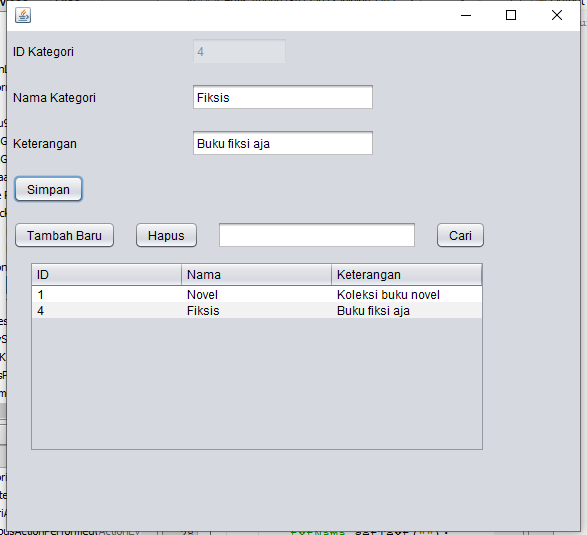 ID Kategori 4
Nama Kategori Fiksis
Keterangan Buku fiksi aja
Simpan
Tambah Baru Hapus Cari
ID Nama Keterangan
1 Novel Koleksi buku novel
4 Fiksis Buku fiksi aja